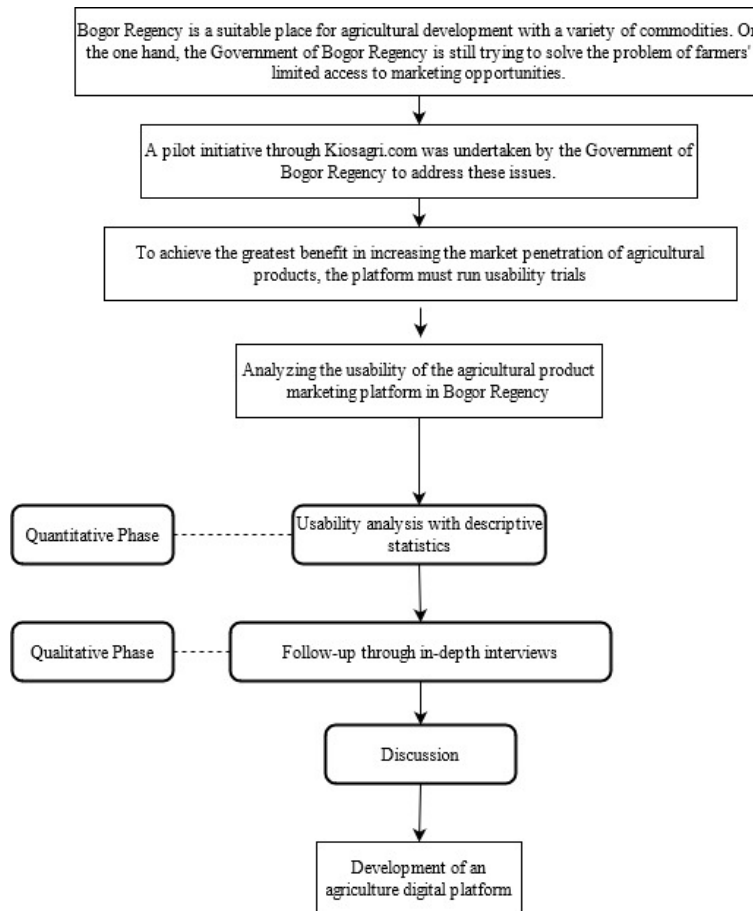 Bogor Regency is a suitable place for agricultural development with a variety of commodities. On
the one hand, the Government of Bogor Regency is still trying to solve the problem of farmers'
limited access to marketing opportunities.
A pilot initiative through Kiosagri.com was undertaken by the Government of
Bogor Regency to address these issues.
To achieve the greatest benefit in increasing the market penetration of agricultural
products, the platform must run usability trials
Analyzing the usability of the agricultural product
marketing platform in Bogor Regency
Quantitative Phase
Usability analysis with descriptive
statistics
Qualitative Phase
Follow-up through in-depth interviews
Discussion
Development of an
agriculture digital platform